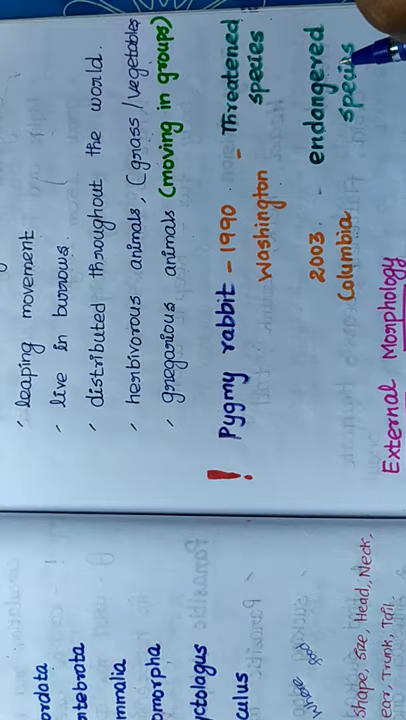 ' leaping movement
' live in burrows.
' distributed throughout the world.
' herbivorous animals, (grass/vegetables
' gregarious animals (moving in groups)
! Pygmy rabbit - 1990. - Threatened species
Washington
2003. - endangered species
Columbia
External Morphology
ordata
rtebrata
mmalia
omorpha
yctolagus
culus
Shape, Size, Head, Neck,
ear, Trunk, Tail